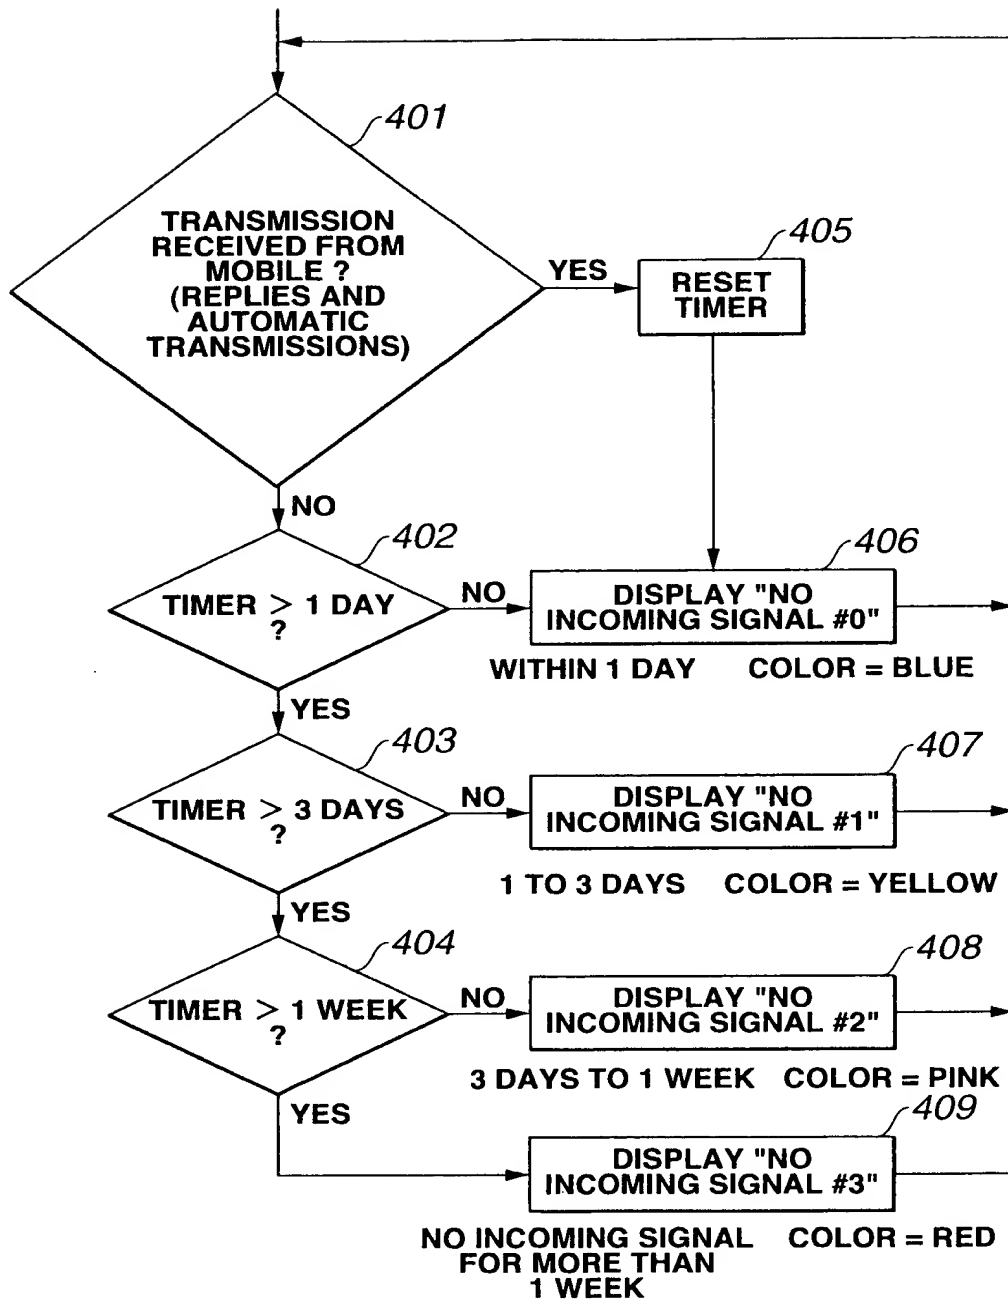 401
TRANSMISSION
RECEIVED FROM
MOBILE ?
(REPLIES AND
AUTOMATIC
TRANSMISSIONS)
YES
405
RESET
TIMER
NO
402
TIMER > 1 DAY
?
NO
406
DISPLAY "NO
INCOMING SIGNAL #0"
WITHIN 1 DAY COLOR = BLUE
YES
403
TIMER > 3 DAYS
?
NO
407
DISPLAY "NO
INCOMING SIGNAL #1"
1 TO 3 DAYS COLOR = YELLOW
YES
404
TIMER > 1 WEEK
?
NO
408
DISPLAY "NO
INCOMING SIGNAL #2"
3 DAYS TO 1 WEEK COLOR = PINK
YES
409
DISPLAY "NO
INCOMING SIGNAL #3"
NO INCOMING SIGNAL COLOR = RED
FOR MORE THAN
1 WEEK